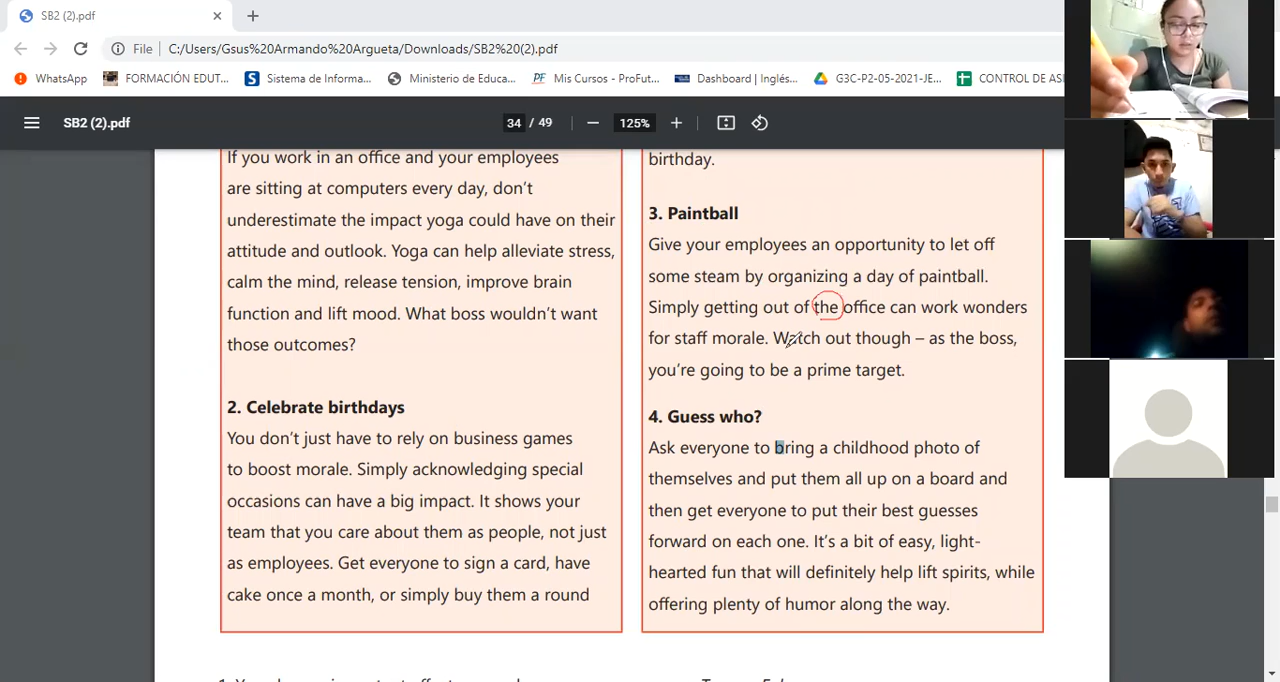 SB2 (2).pdf
File
C:/Users/Gsus%20Armando%20Argueta/Downloads/SB2%20(2).pdf
WhatsApp
FORMACIÓN EDUT...
Sistema de Informa...
Ministerio de Educa...
Mis Cursos - ProFut...
Dashboard | Inglés...
G3C-P2-05-2021-JE...
CONTROL DE ASI
SB2 (2).pdf
34 / 49
125%
If you work in an office and your employees
are sitting at computers every day, don't
underestimate the impact yoga could have on their
attitude and outlook. Yoga can help alleviate stress,
calm the mind, release tension, improve brain
function and lift mood. What boss wouldn't want
those outcomes?
2. Celebrate birthdays
You don't just have to rely on business games
to boost morale. Simply acknowledging special
occasions can have a big impact. It shows your
team that you care about them as people, not just
as employees. Get everyone to sign a card, have
cake once a month, or simply buy them a round
birthday.
3. Paintball
Give your employees an opportunity to let off
some steam by organizing a day of paintball.
Simply getting out of the office can work wonders
for staff morale. Watch out though – as the boss,
you're going to be a prime target.
4. Guess who?
Ask everyone to bring a childhood photo of
themselves and put them all up on a board and
then get everyone to put their best guesses
forward on each one. It's a bit of easy, light-
hearted fun that will definitely help lift spirits, while
offering plenty of humor along the way.